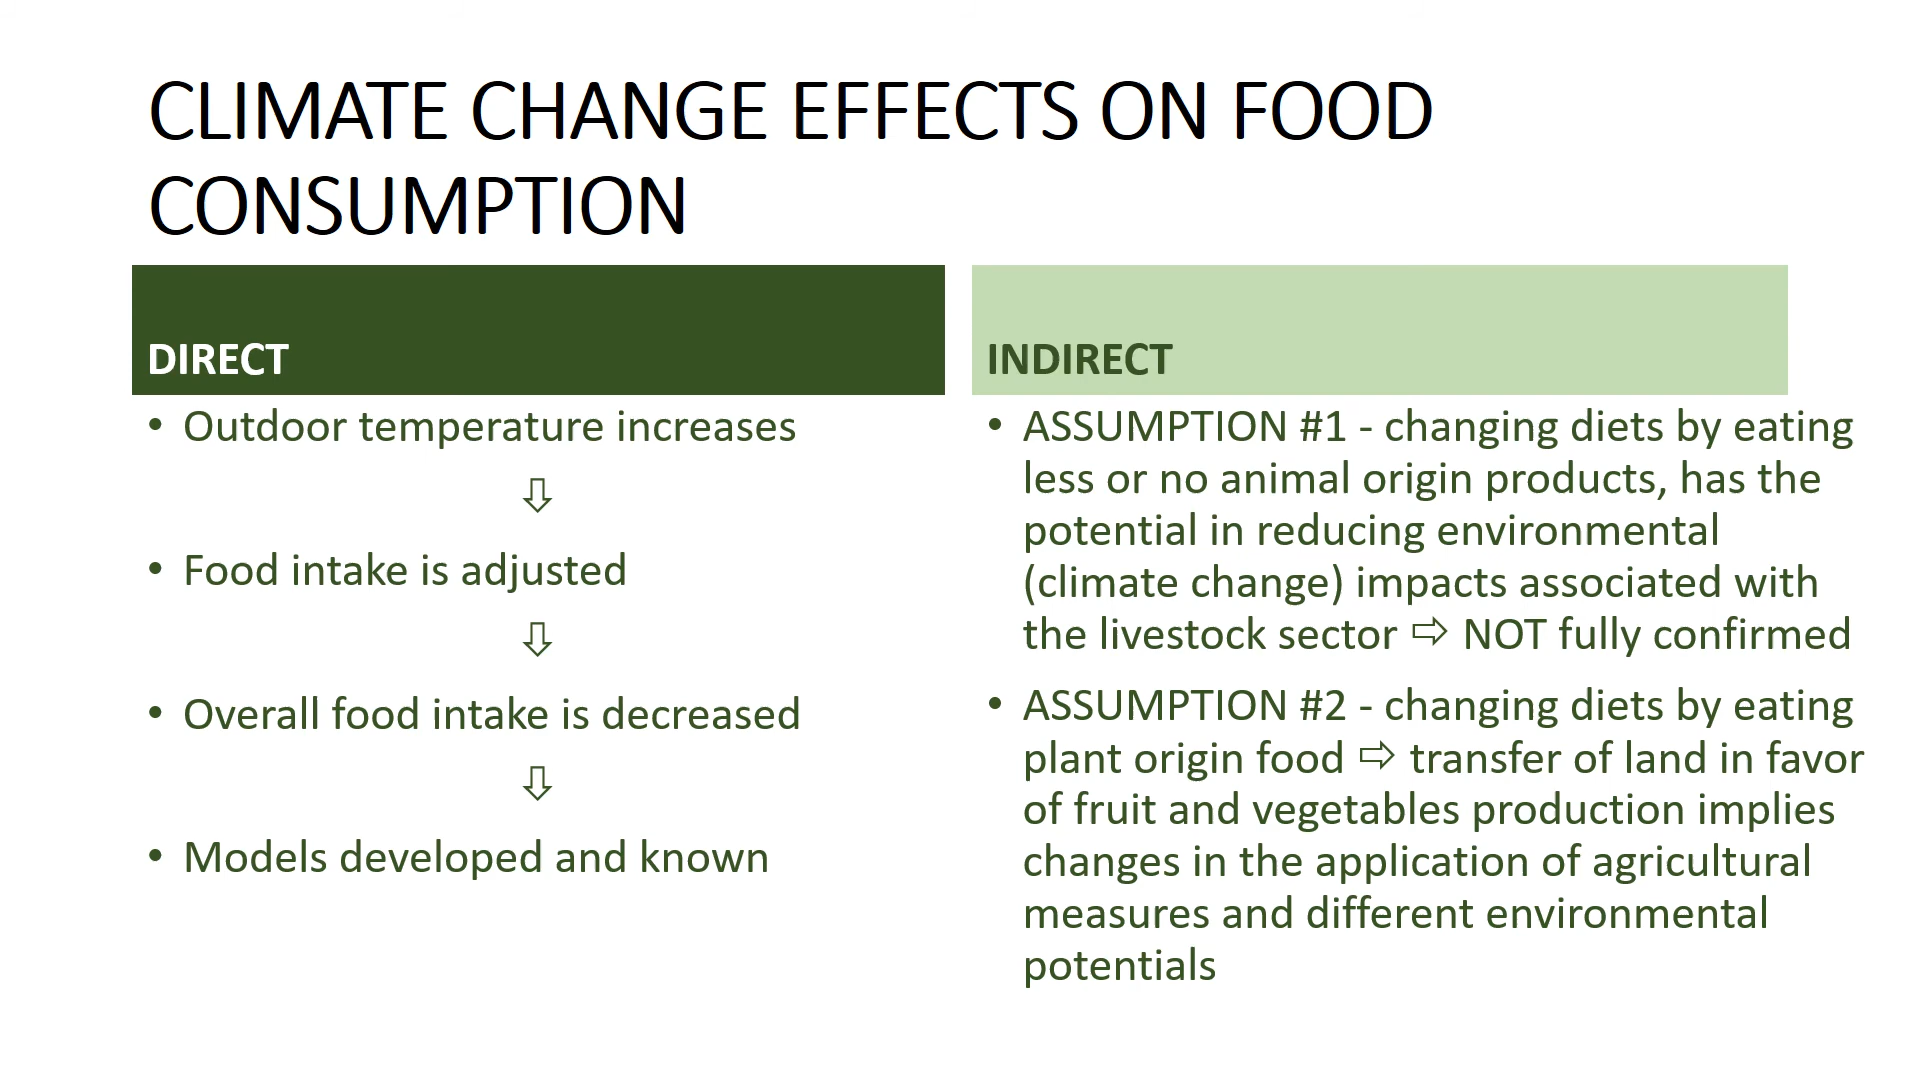 CLIMATE CHANGE EFFECTS ON FOOD
CONSUMPTION
DIRECT
• Outdoor temperature increases
⇩
• Food intake is adjusted
⇩
• Overall food intake is decreased
⇩
• Models developed and known
INDIRECT
• ASSUMPTION #1 - changing diets by eating
less or no animal origin products, has the
potential in reducing environmental
(climate change) impacts associated with
the livestock sector ⇨ NOT fully confirmed
• ASSUMPTION #2 - changing diets by eating
plant origin food ⇨ transfer of land in favor
of fruit and vegetables production implies
changes in the application of agricultural
measures and different environmental
potentials